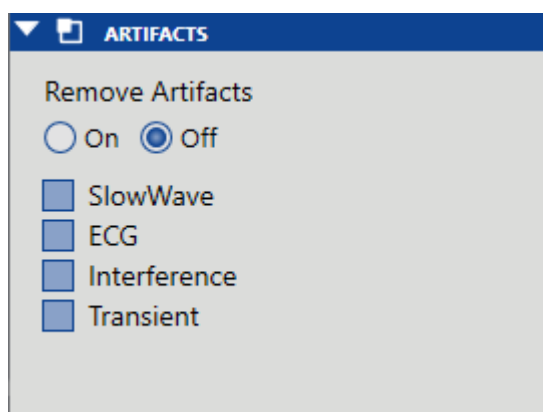 ARTIFACTS
Remove Artifacts
On Off
SlowWave
ECG
Interference
Transient